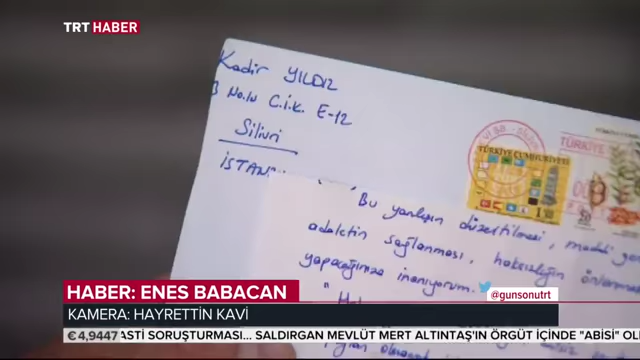 TRT HABER
Kadir YILDIZ
No.lu C.i.K. E-12
Silivri
İSTAN
TÜRKİYE CUMHURİYETİ
TÜRKİYE
Bu yanlışın düzeltilmesi, maddi
adaletin sağlanması, haksızlığın
yapacağınıza inanıyorum.
HABER: ENES BABACAN
@gunsonutrt
KAMERA: HAYRETTİN KAVİ
€ 4,9447 ASTİ SORUŞTURMASI... SALDIRGAN MEVLÜT MERT ALTINTAŞ'IN ÖRGÜT İÇİNDE "ABİSİ" OL